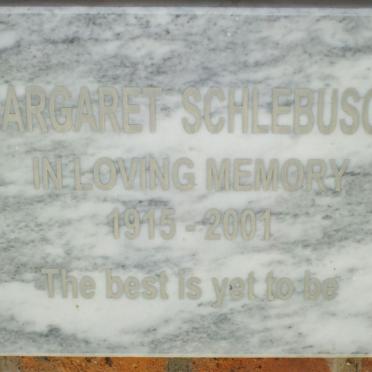 ARGARET SCHLEBUSC
IN LOVING MEMORY
1915 - 2001
The best is yet to be